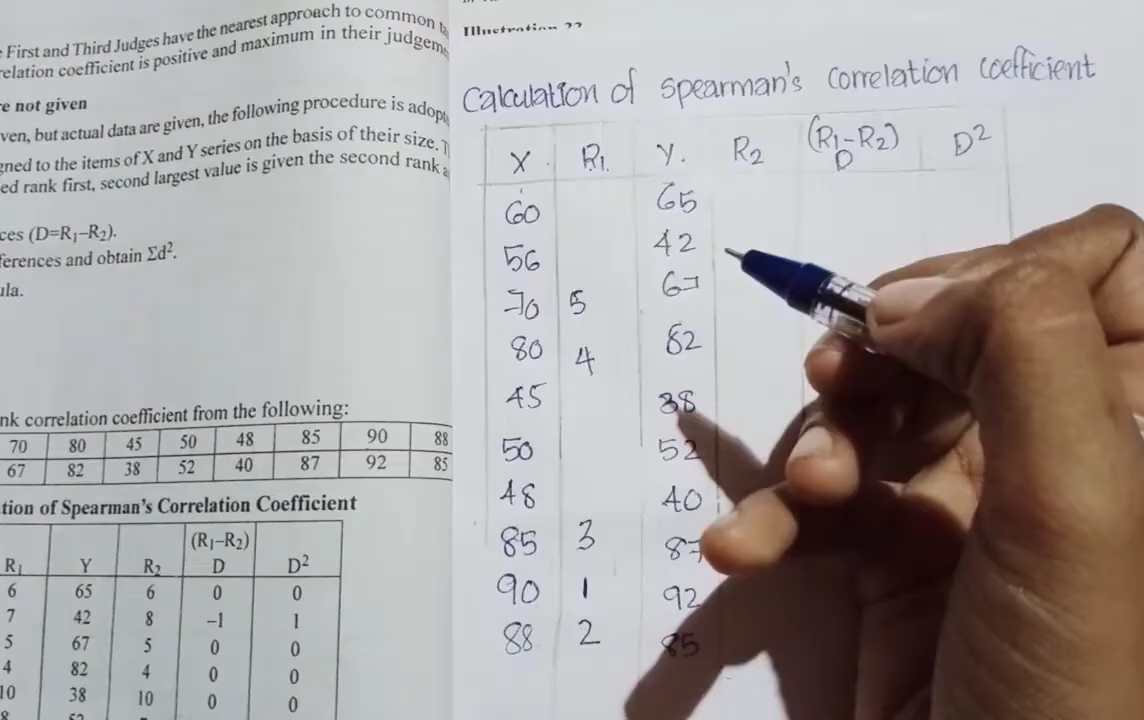 First and Third Judges have the nearest approach to common
relation coefficient is positive and maximum in their
re not given
ven, but actual data are given, the following procedure is
gned to the items of X and Y series on the basis of their size.
ed rank first, second largest value is given the second rank
ces (D=R₁–R₂).
ferences and obtain Σd².
ula.
nk correlation coefficient from the following:
70 80 45 50 48 85 90 88
67 82 38 52 40 87 92 85
tion of Spearman's Correlation Coefficient
R₁ Y R₂ (R₁–R₂) D D²
6 65 6 0 0
7 42 8 –1 1
5 67 5 0 0
4 82 4 0 0
10 38 10 0 0
Calculation of Spearman's Correlation Coefficient
X R₁. Y. R₂ (R₁-R₂) D D²
60 65
56 42
70 5 67
80 4 82
45 38
50 52
48 40
85 3 87
90 1 92
88 2 85